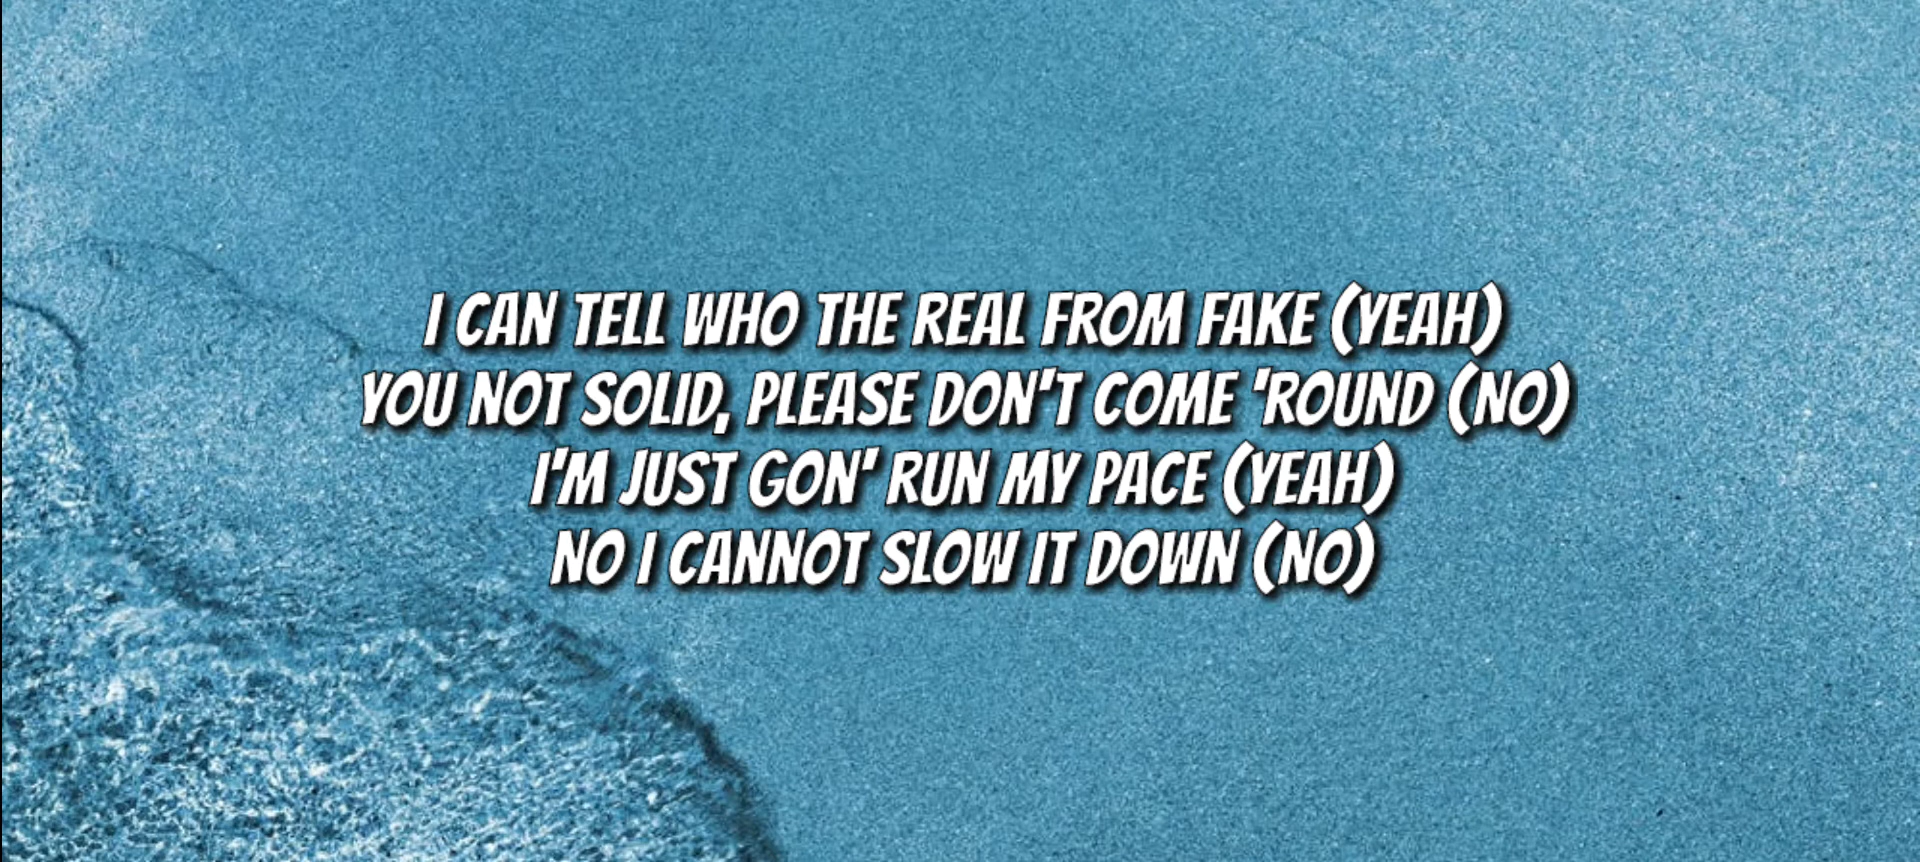 I CAN TELL WHO THE REAL FROM FAKE (YEAH)
YOU NOT SOLID, PLEASE DON'T COME 'ROUND (NO)
I'M JUST GON' RUN MY PACE (YEAH)
NO I CANNOT SLOW IT DOWN (NO)